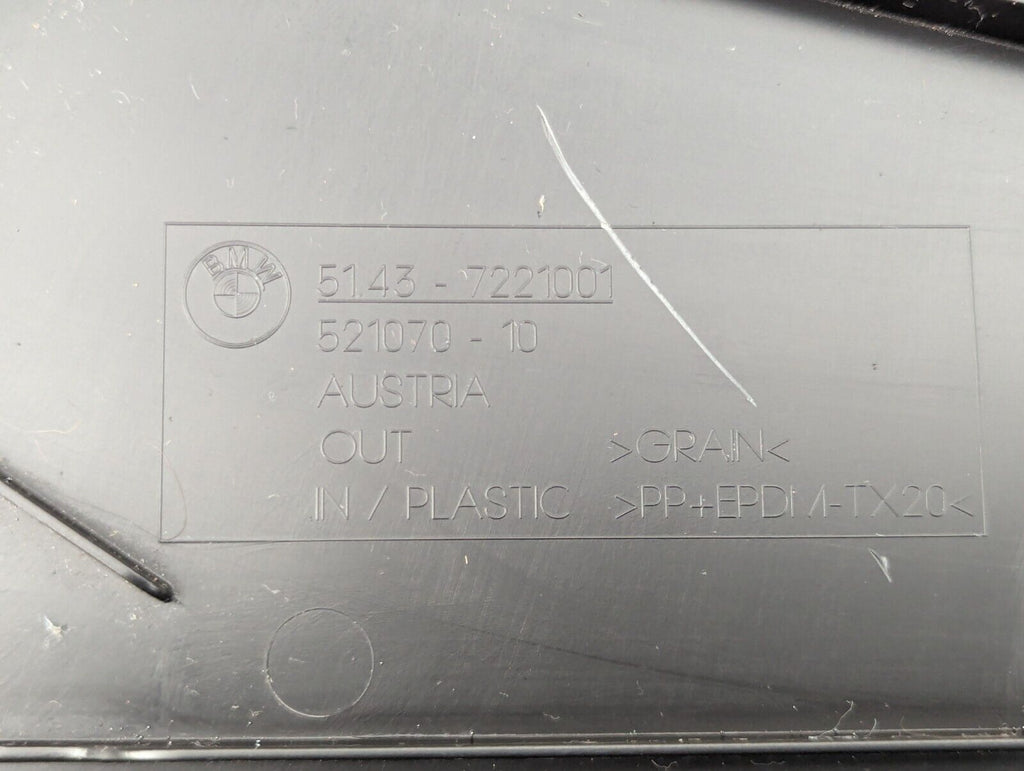 BMW
51.43 - 7221001
521070 - 10
AUSTRIA
OUT >GRAIN<
IN / PLASTIC >PP+EPDM-TX20<